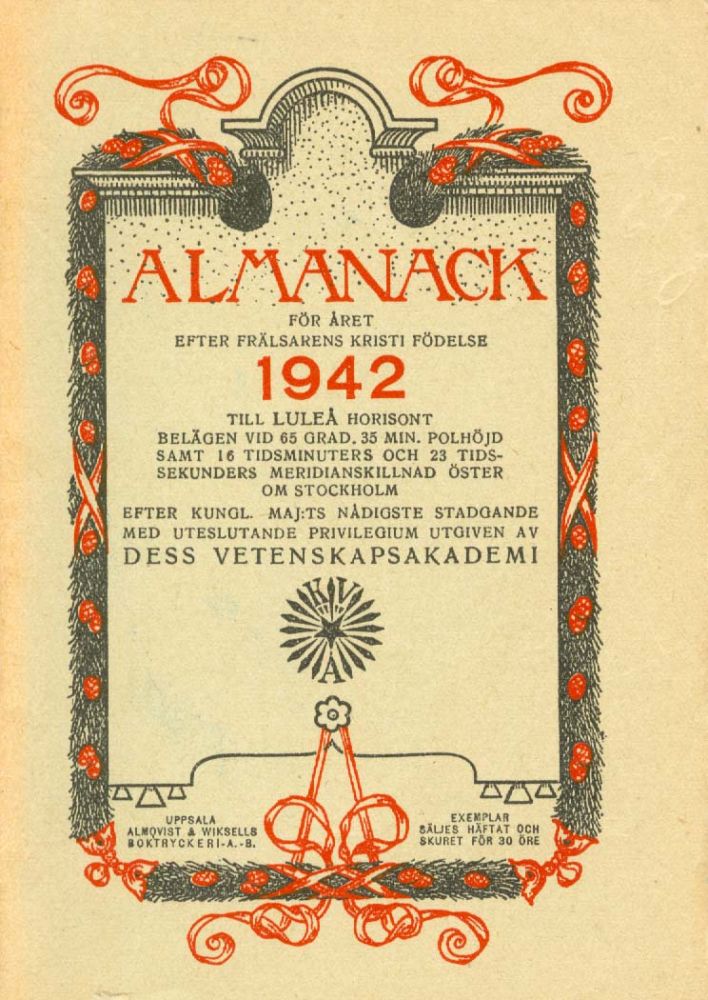 ALMANACK
FÖR ÅRET
EFTER FRÄLSARENS KRISTI FÖDELSE
1942
TILL LULEÅ HORISONT
BELÄGEN VID 65 GRAD. 35 MIN. POLHÖJD
SAMT 16 TIDSMINUTERS OCH 23 TIDS-
SEKUNDERS MERIDIANSKILLNAD ÖSTER
OM STOCKHOLM
EFTER KUNGL. MAJ:TS NÅDIGSTE STADGANDE
MED UTESLUTANDE PRIVILEGIUM UTGIVEN AV
DESS VETENSKAPSAKADEMI
K V
A
UPPSALA
ALMQVIST & WIKSELLS
BOKTRYCKERI-A.-B.
EXEMPLAR
SÄLJES HÄFTAT OCH
SKURET FÖR 30 ÖRE